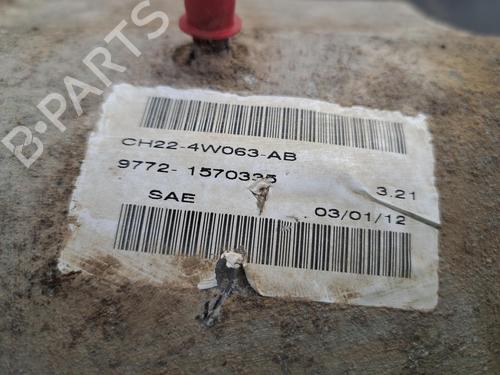 B-PARTS
CH22-4W063-AB
9772- 1570335
3.21
SAE
03/01/12